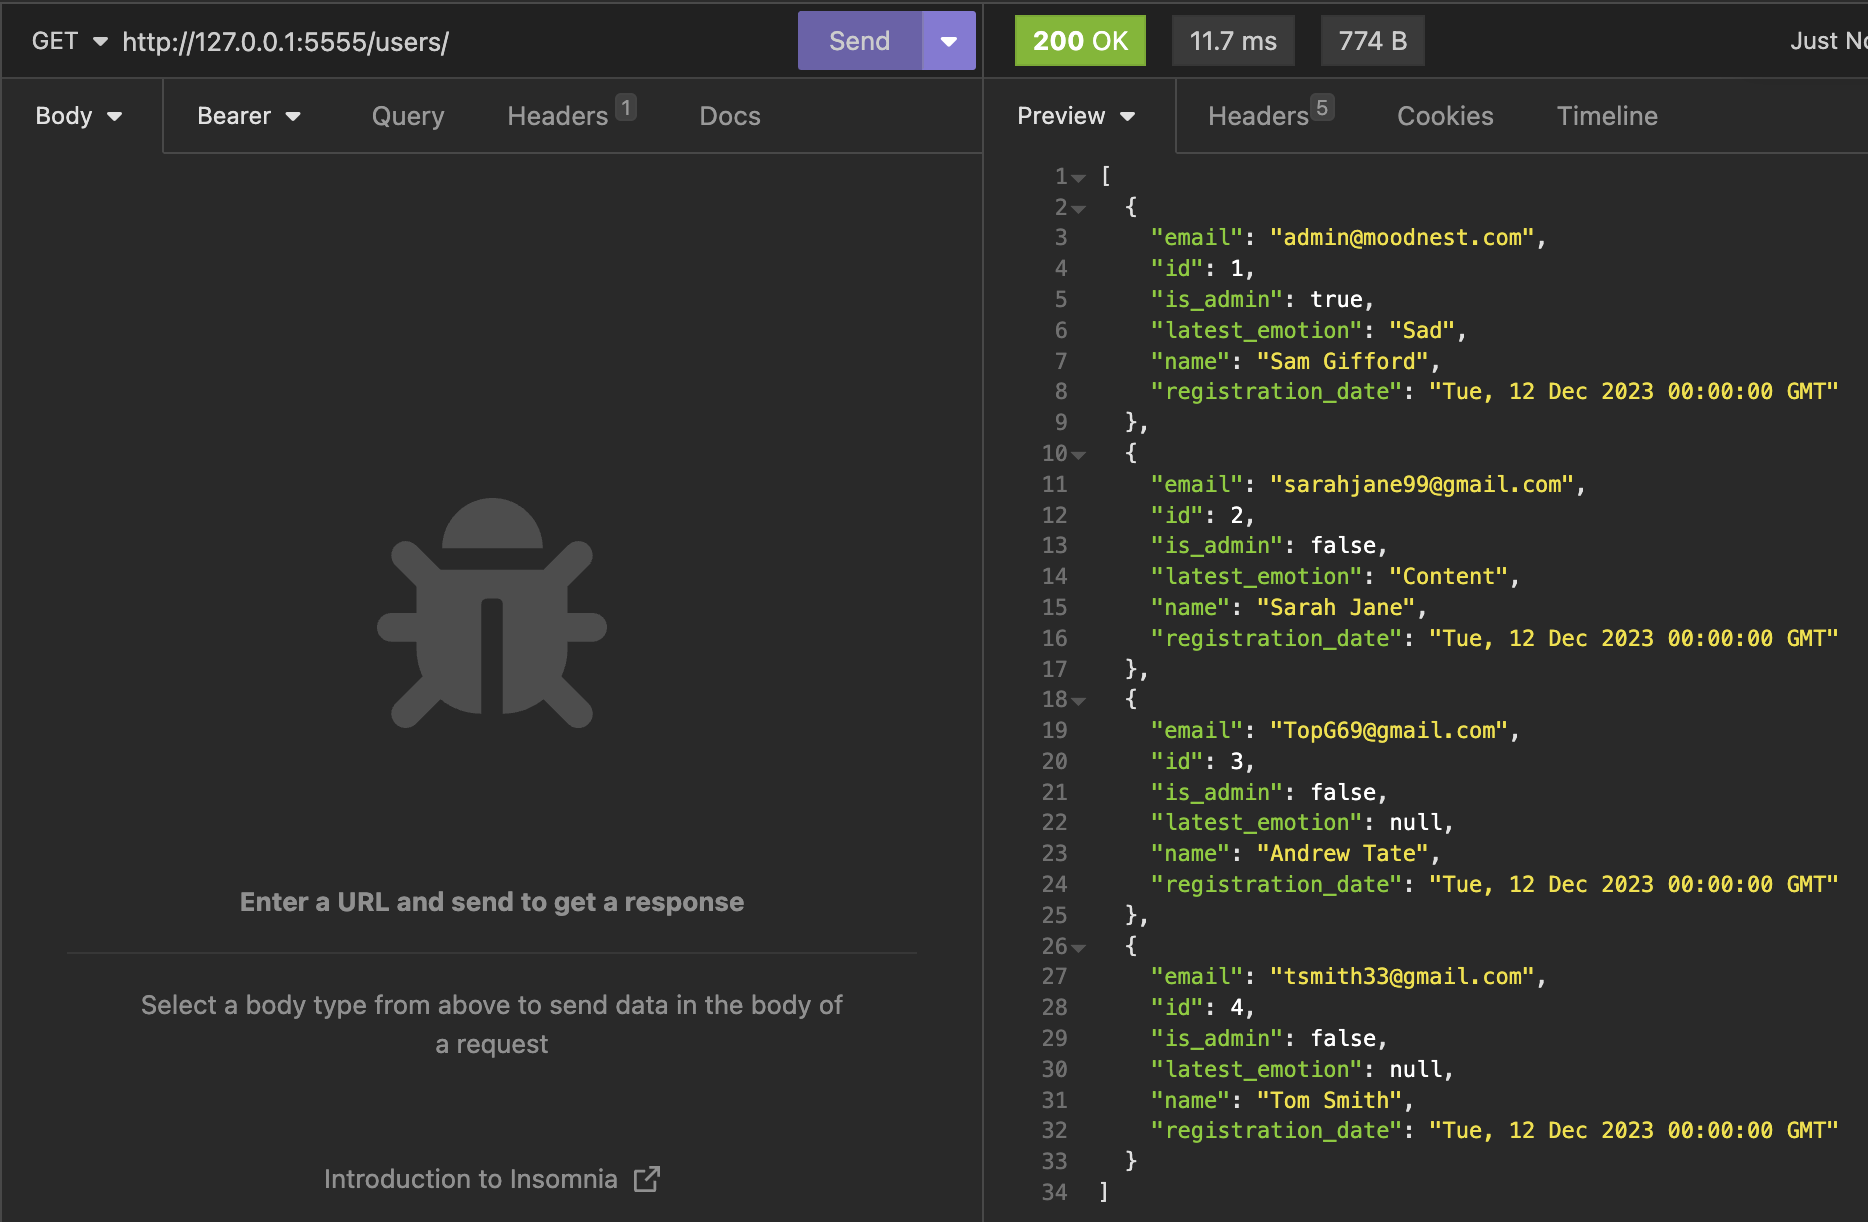 GET http://127.0.0.1:5555/users/ Send
200 OK 11.7 ms 774 B Just
Body Bearer Query Headers 1 Docs
Preview Headers 5 Cookies Timeline
Enter a URL and send to get a response
Select a body type from above to send data in the body of
a request
Introduction to Insomnia
1 [
2 {
3 "email": "admin@moodnest.com",
4 "id": 1,
5 "is_admin": true,
6 "latest_emotion": "Sad",
7 "name": "Sam Gifford",
8 "registration_date": "Tue, 12 Dec 2023 00:00:00 GMT"
9 },
10 {
11 "email": "sarahjane99@gmail.com",
12 "id": 2,
13 "is_admin": false,
14 "latest_emotion": "Content",
15 "name": "Sarah Jane",
16 "registration_date": "Tue, 12 Dec 2023 00:00:00 GMT"
17 },
18 {
19 "email": "TopG69@gmail.com",
20 "id": 3,
21 "is_admin": false,
22 "latest_emotion": null,
23 "name": "Andrew Tate",
24 "registration_date": "Tue, 12 Dec 2023 00:00:00 GMT"
25 },
26 {
27 "email": "tsmith33@gmail.com",
28 "id": 4,
29 "is_admin": false,
30 "latest_emotion": null,
31 "name": "Tom Smith",
32 "registration_date": "Tue, 12 Dec 2023 00:00:00 GMT"
33 }
34 ]